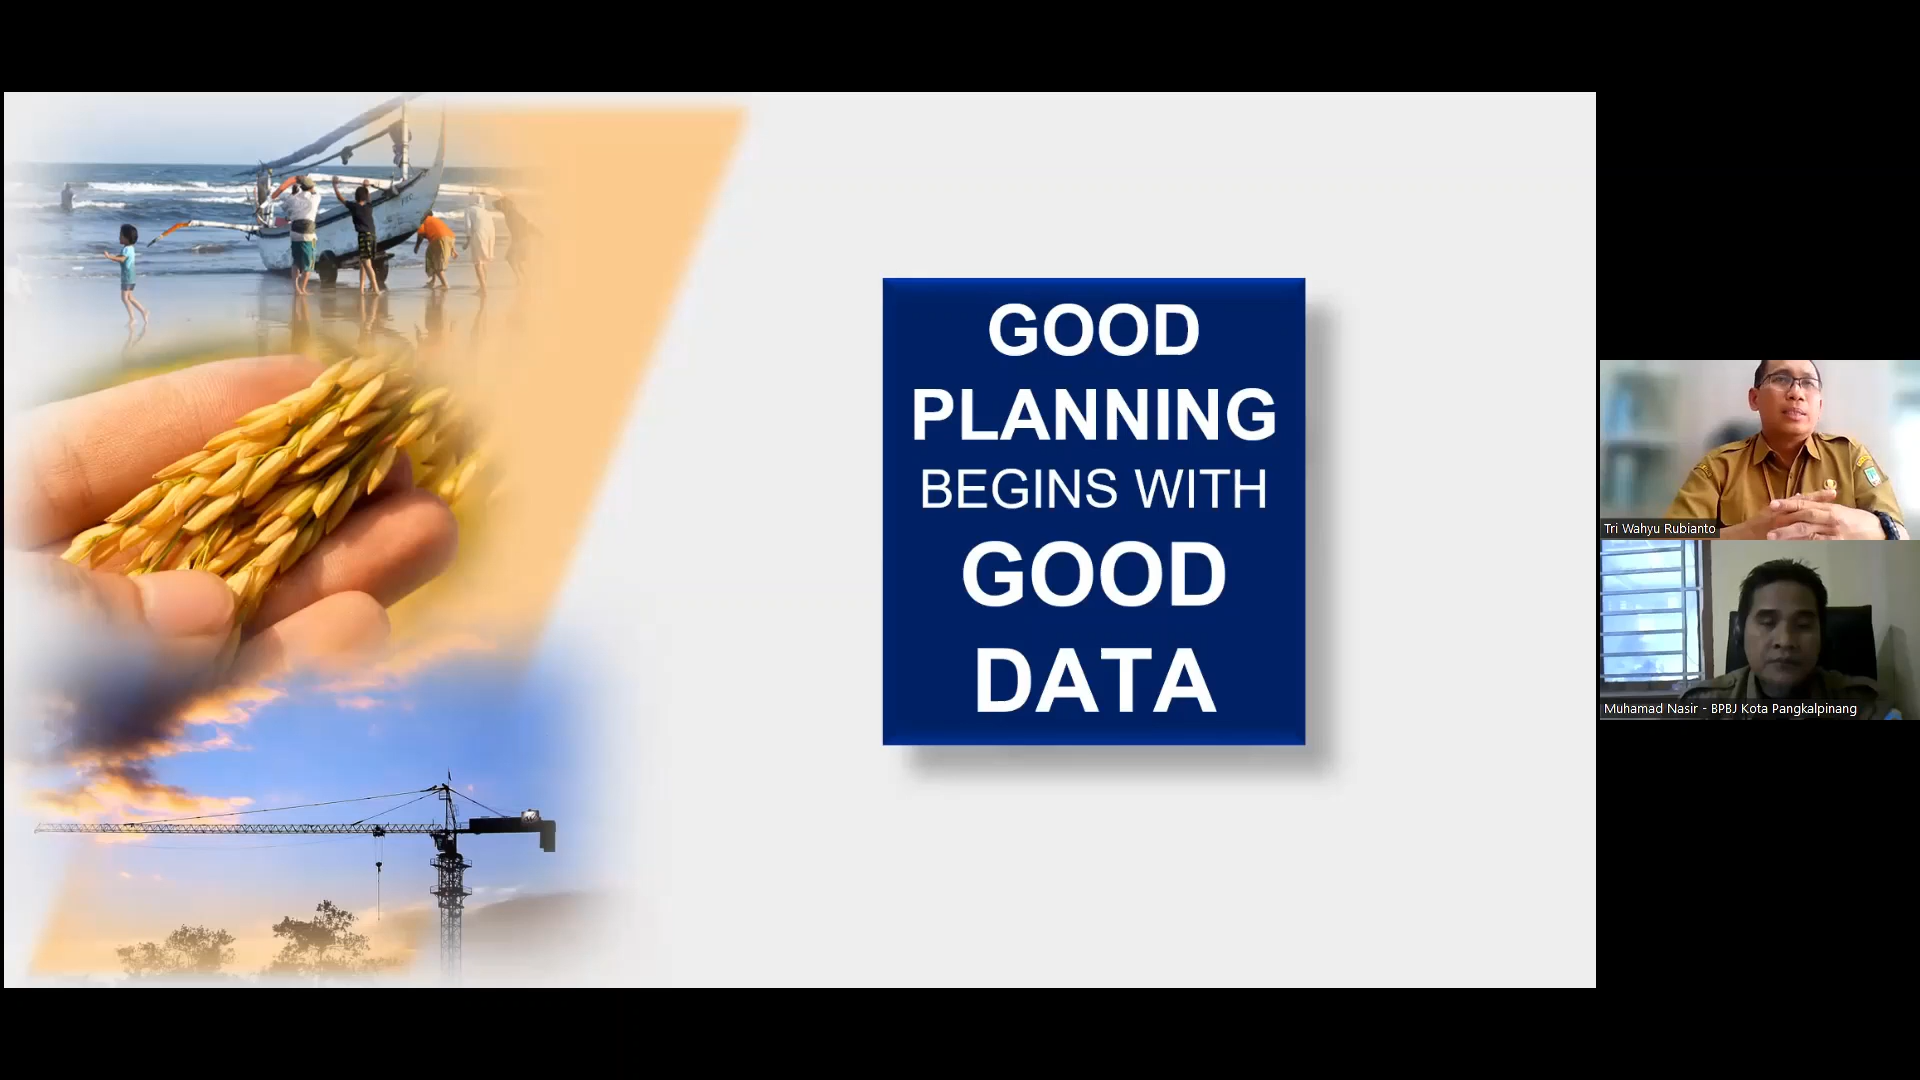 GOOD
PLANNING
BEGINS WITH
GOOD
DATA
Tri Wahyu Rubianto
Muhamad Nasir - BPBJ Kota Pangkalpinang